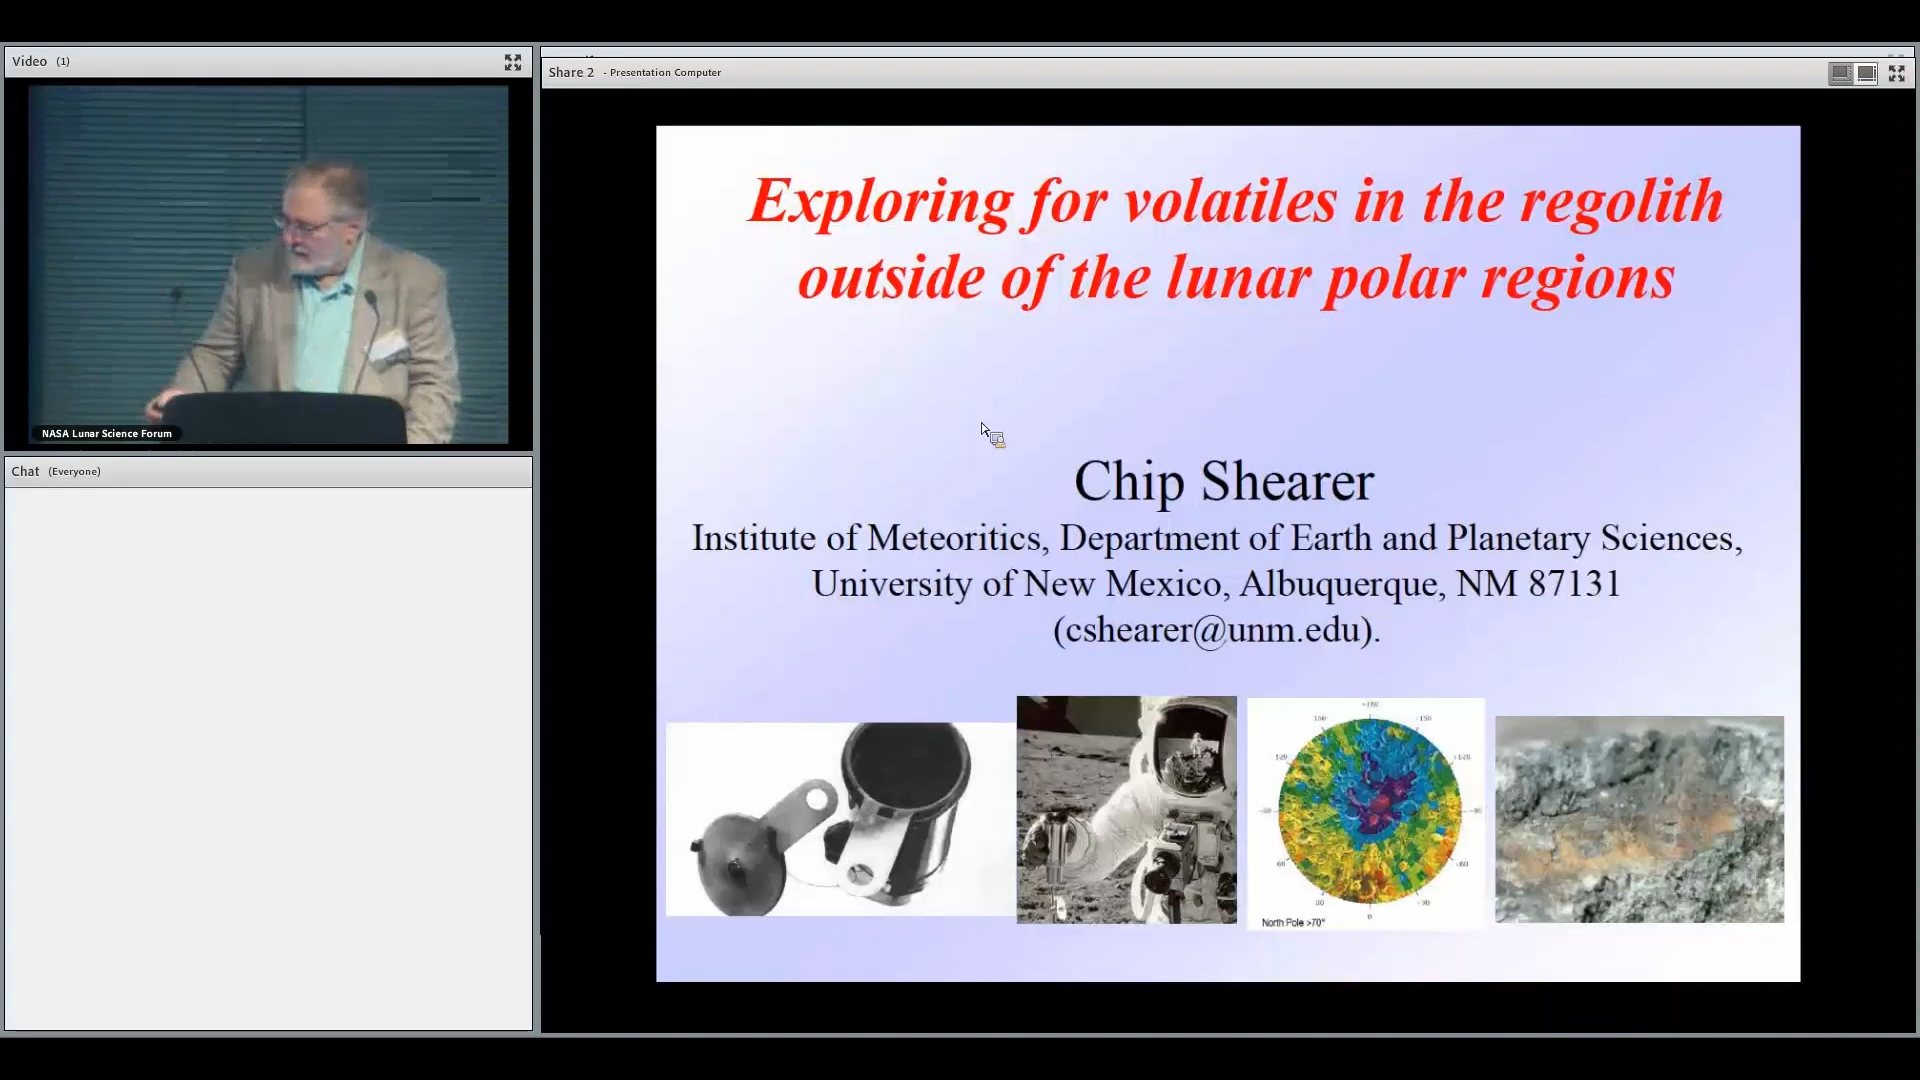 Video (1)
NASA Lunar Science Forum
Chat (Everyone)
Share 2 - Presentation Computer
Exploring for volatiles in the regolith
outside of the lunar polar regions
Chip Shearer
Institute of Meteoritics, Department of Earth and Planetary Sciences,
University of New Mexico, Albuquerque, NM 87131
(cshearer@unm.edu).
North Pole >70°